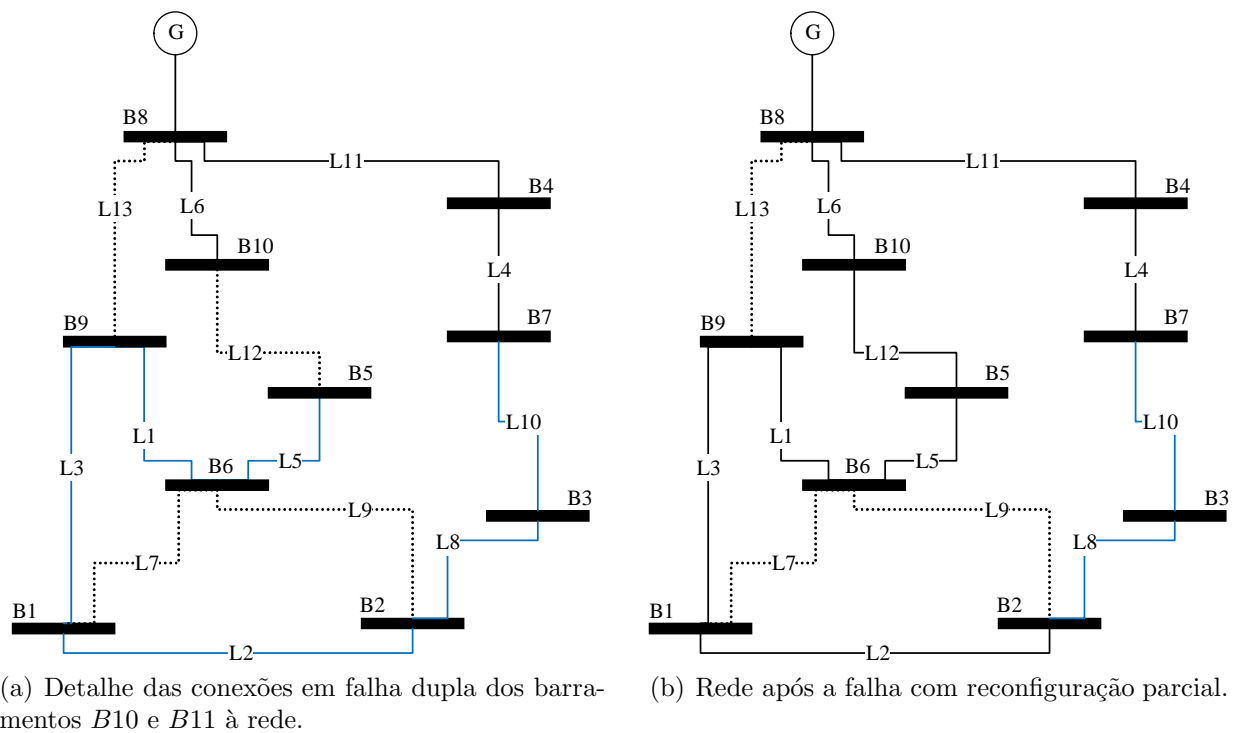 G
B8
L11
B4
L13
L6
B10
L4
B9
B7
L12
B5
L10
L1
B6
L5
L3
B3
L9
L8
L7
B1
B2
L2
(a) Detalhe das conexões em falha dupla dos barra-
mentos B10 e B11 à rede.
G
B8
L11
B4
L13
L6
B10
L4
B9
B7
L12
B5
L10
L1
B6
L5
L3
B3
L9
L8
L7
B1
B2
L2
(b) Rede após a falha com reconfiguração parcial.